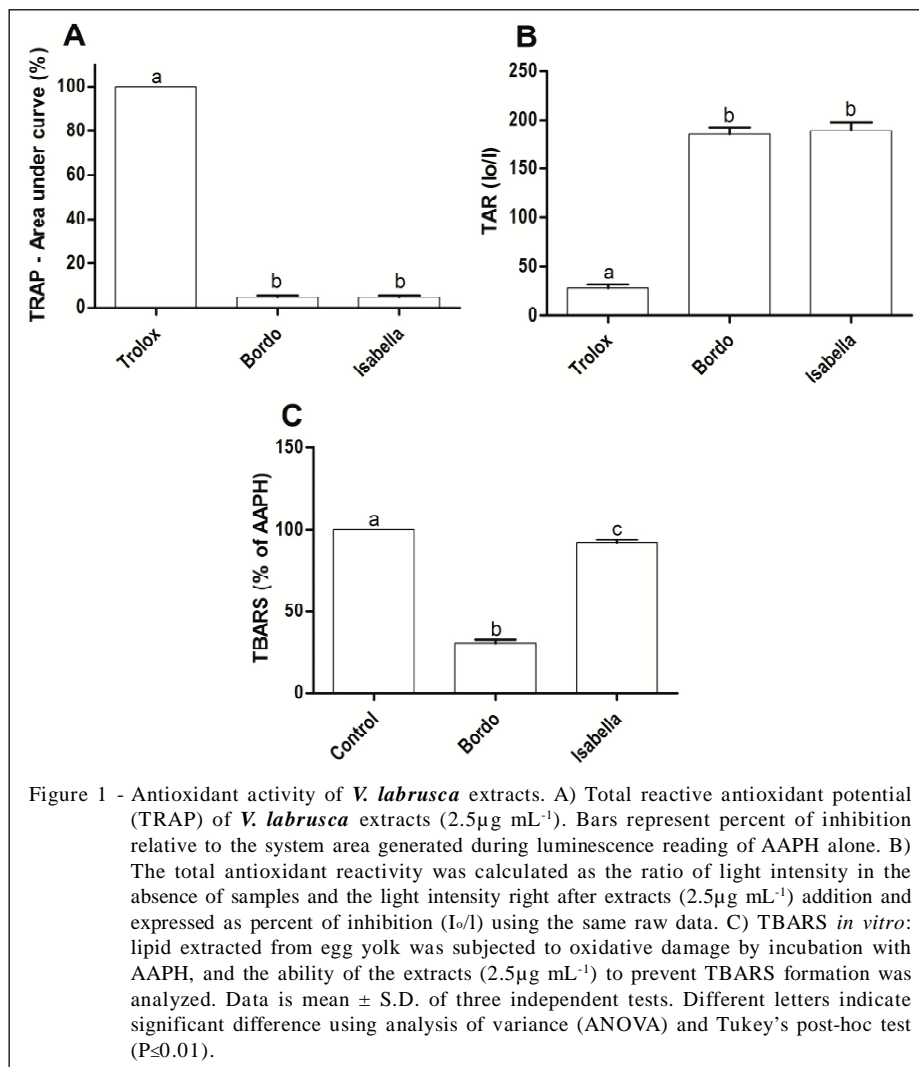 A
TRAP - Area under curve (%)
100
80
60
40
20
0
a
b
b
Trolox
Bordo
Isabella
B
TAR (Io/I)
250
200
150
100
50
0
a
b
b
Trolox
Bordo
Isabella
C
TBARS (% of AAPH)
150
100
50
0
a
b
c
Control
Bordo
Isabella
Figure 1 - Antioxidant activity of V. labrusca extracts. A) Total reactive antioxidant potential
(TRAP) of V. labrusca extracts (2.5µg mL⁻¹). Bars represent percent of inhibition
relative to the system area generated during luminescence reading of AAPH alone. B)
The total antioxidant reactivity was calculated as the ratio of light intensity in the
absence of samples and the light intensity right after extracts (2.5µg mL⁻¹) addition and
expressed as percent of inhibition (I₀/I) using the same raw data. C) TBARS in vitro:
lipid extracted from egg yolk was subjected to oxidative damage by incubation with
AAPH, and the ability of the extracts (2.5µg mL⁻¹) to prevent TBARS formation was
analyzed. Data is mean ± S.D. of three independent tests. Different letters indicate
significant difference using analysis of variance (ANOVA) and Tukey's post-hoc test
(P≤0.01).